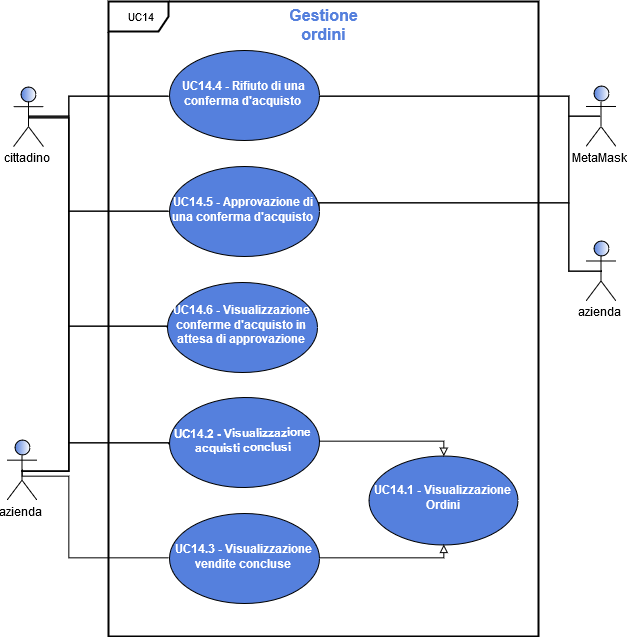 UC14
Gestione
ordini
UC14.4 - Rifiuto di una
conferma d'acquisto
cittadino
MetaMask
UC14.5 - Approvazione di
una conferma d'acquisto
azienda
UC14.6 - Visualizzazione
conferme d'acquisto in
attesa di approvazione
UC14.2 - Visualizzazione
acquisti conclusi
UC14.1 - Visualizzazione
Ordini
azienda
UC14.3 - Visualizzazione
vendite concluse